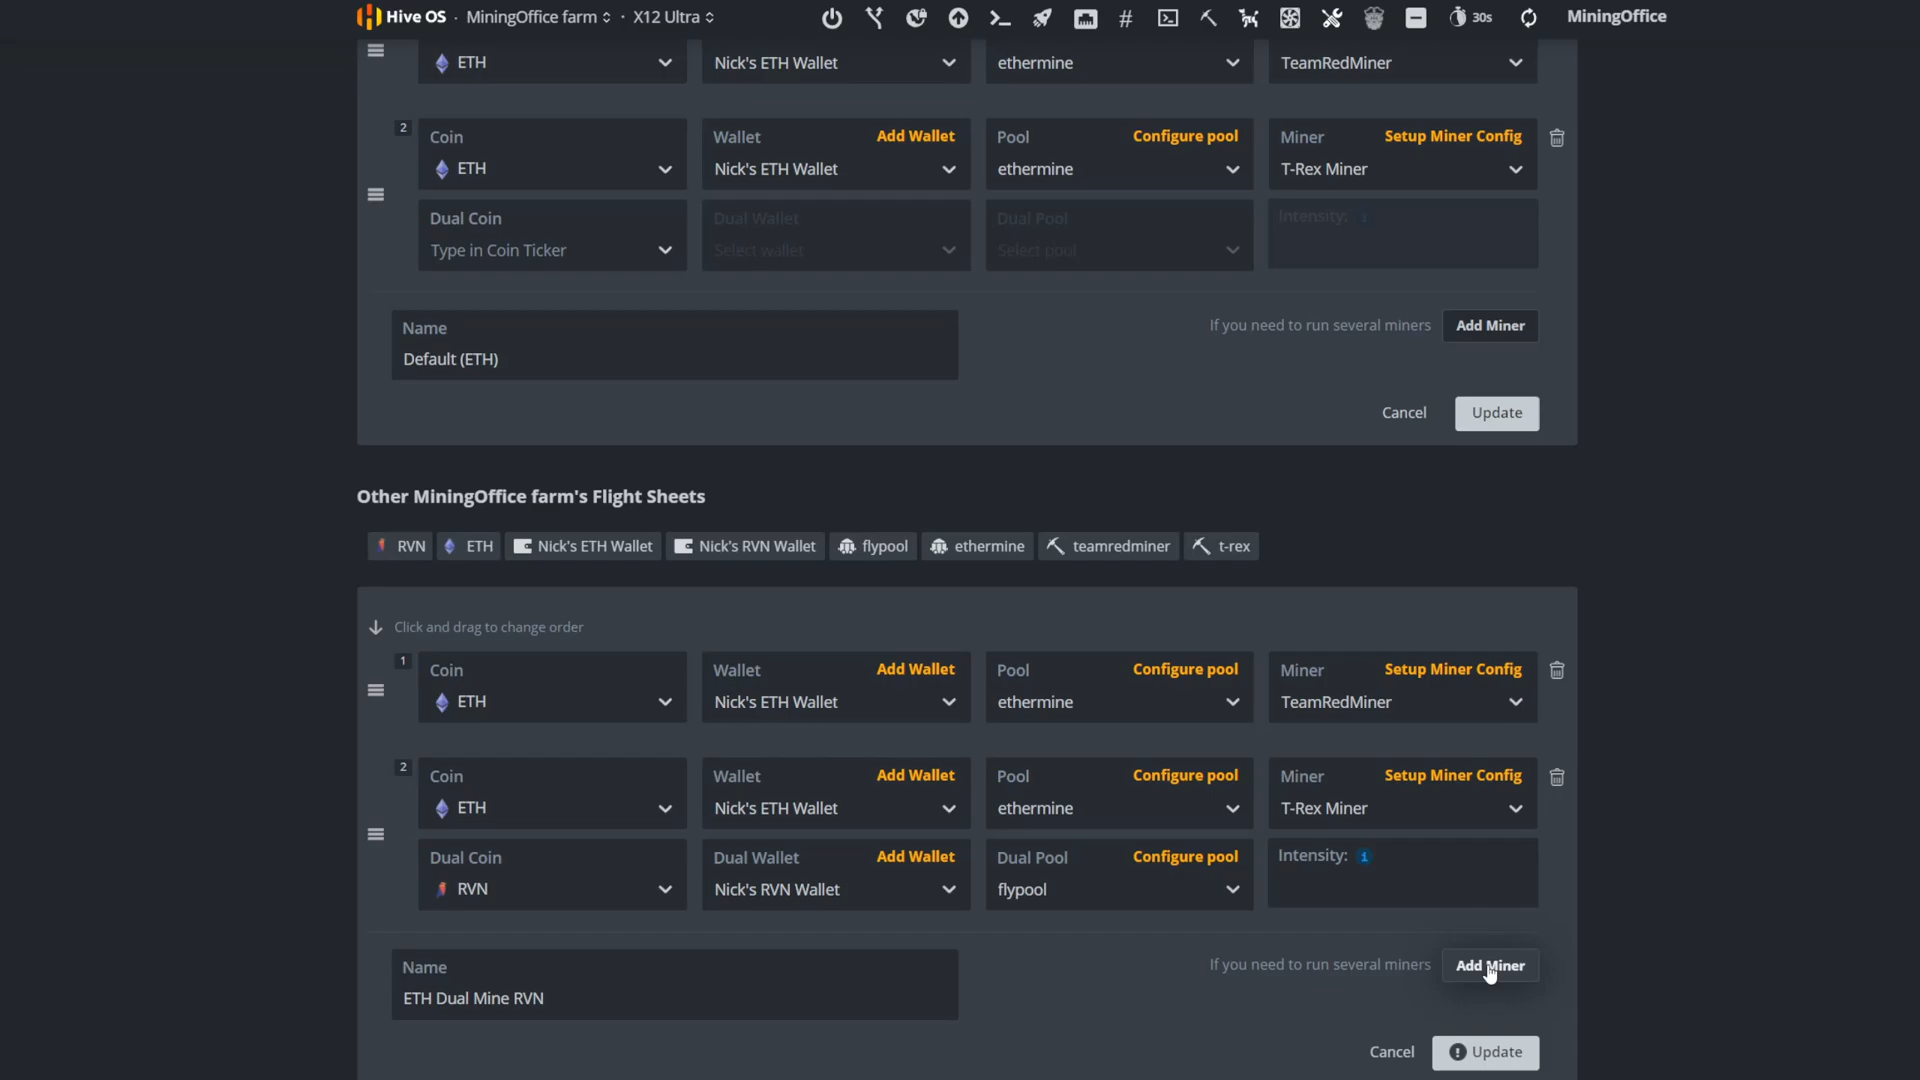 Hive OS · MiningOffice farm · X12 Ultra # 30s MiningOffice
ETH Nick's ETH Wallet ethermine TeamRedMiner
2 Coin Wallet Add Wallet Pool Configure pool Miner Setup Miner Config
ETH Nick's ETH Wallet ethermine T-Rex Miner
Dual Coin Dual Wallet Dual Pool Intensity: i
Type in Coin Ticker Select wallet Select pool
Name If you need to run several miners Add Miner
Default (ETH)
Cancel Update
Other MiningOffice farm's Flight Sheets
RVN ETH Nick's ETH Wallet Nick's RVN Wallet flypool ethermine teamredminer t-rex
Click and drag to change order
1 Coin Wallet Add Wallet Pool Configure pool Miner Setup Miner Config
ETH Nick's ETH Wallet ethermine TeamRedMiner
2 Coin Wallet Add Wallet Pool Configure pool Miner Setup Miner Config
ETH Nick's ETH Wallet ethermine T-Rex Miner
Dual Coin Dual Wallet Add Wallet Dual Pool Configure pool Intensity: i
RVN Nick's RVN Wallet flypool
Name If you need to run several miners Add Miner
ETH Dual Mine RVN
Cancel ! Update